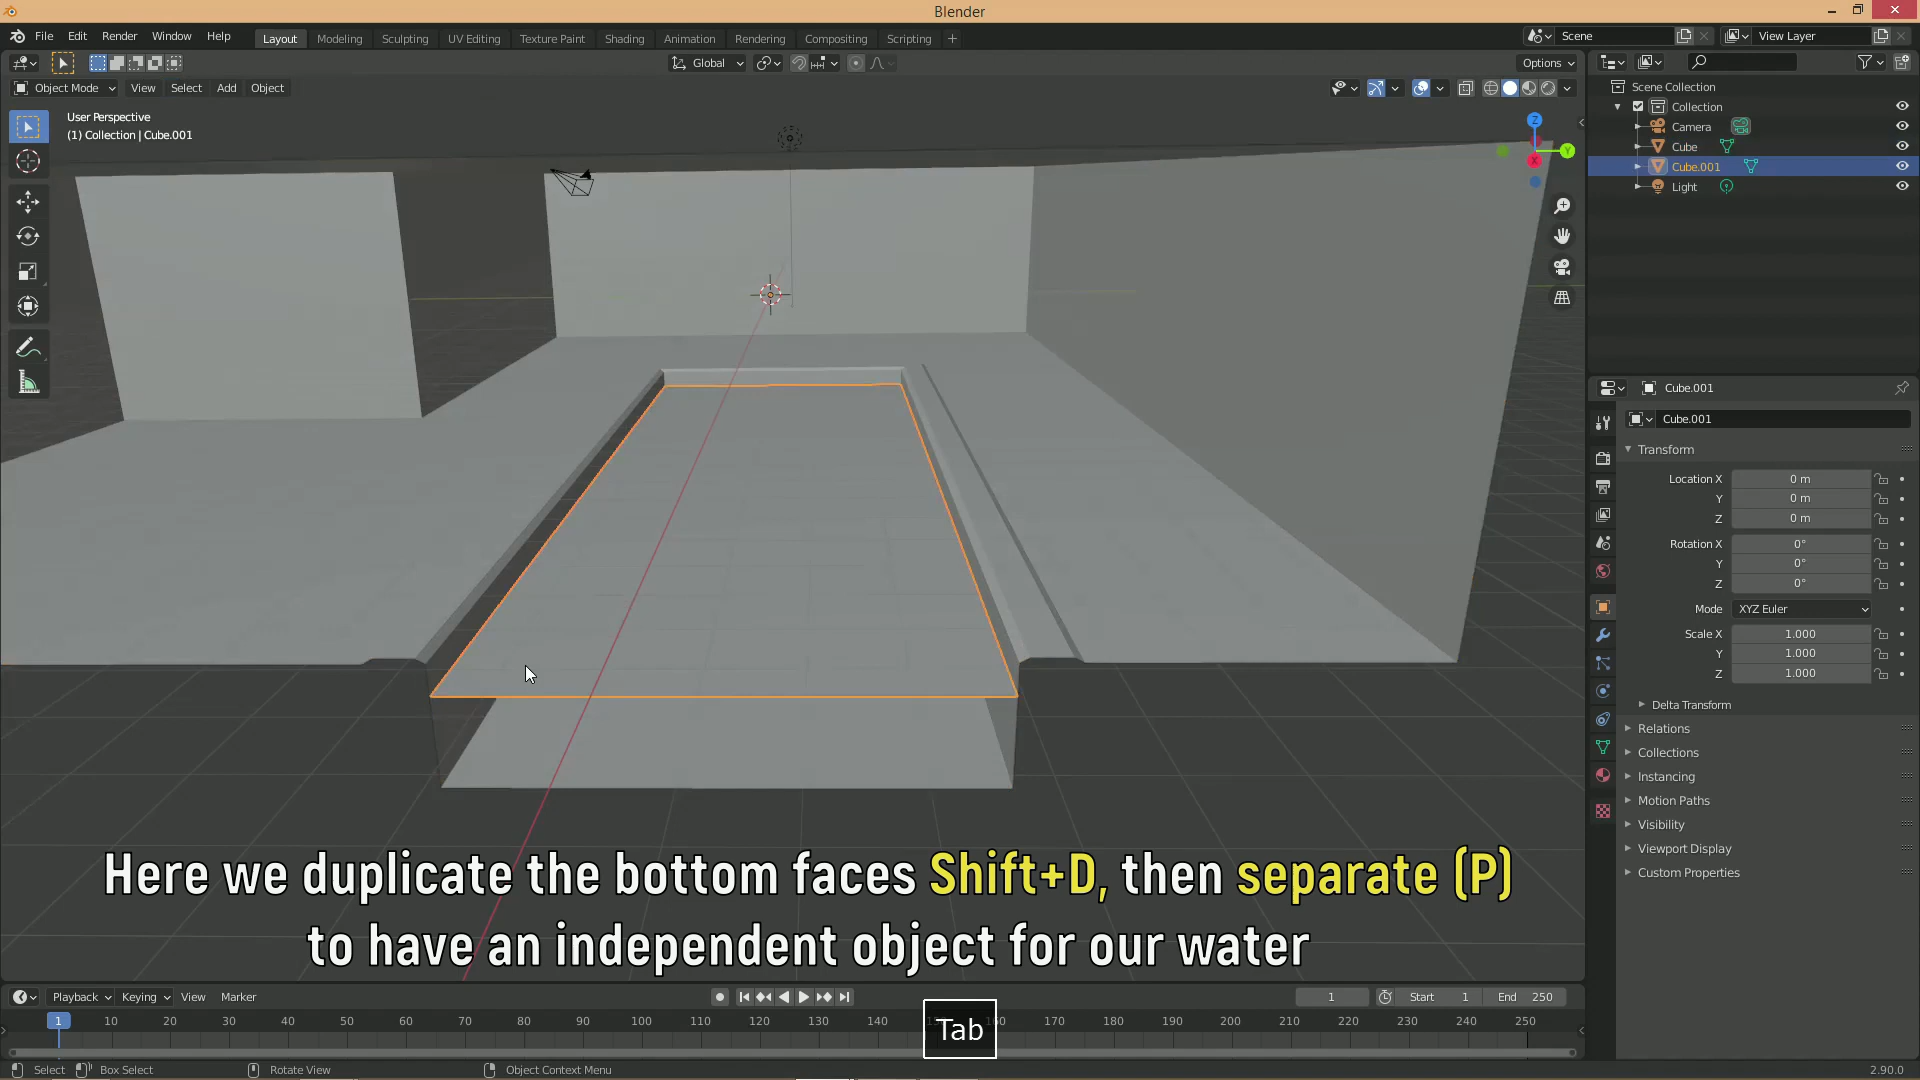 Blender
File Edit Render Window Help
Layout Modeling Sculpting UV Editing Texture Paint Shading Animation Rendering Compositing Scripting +
Scene
View Layer
Global
Options
Object Mode View Select Add Object
User Perspective
(1) Collection | Cube.001
Z
Y
X
Scene Collection
Collection
Camera
Cube
Cube.001
Light
Cube.001
Cube.001
Transform
Location X 0 m
Y 0 m
Z 0 m
Rotation X 0°
Y 0°
Z 0°
Mode XYZ Euler
Scale X 1.000
Y 1.000
Z 1.000
Delta Transform
Relations
Collections
Instancing
Motion Paths
Visibility
Viewport Display
Custom Properties
Here we duplicate the bottom faces Shift+D, then separate (P)
to have an independent object for our water
Playback Keying View Marker
1 Start 1 End 250
1 10 20 30 40 50 60 70 80 90 100 110 120 130 140 160 170 180 190 200 210 220 230 240 250
Tab
Select Box Select Rotate View Object Context Menu
2.90.0